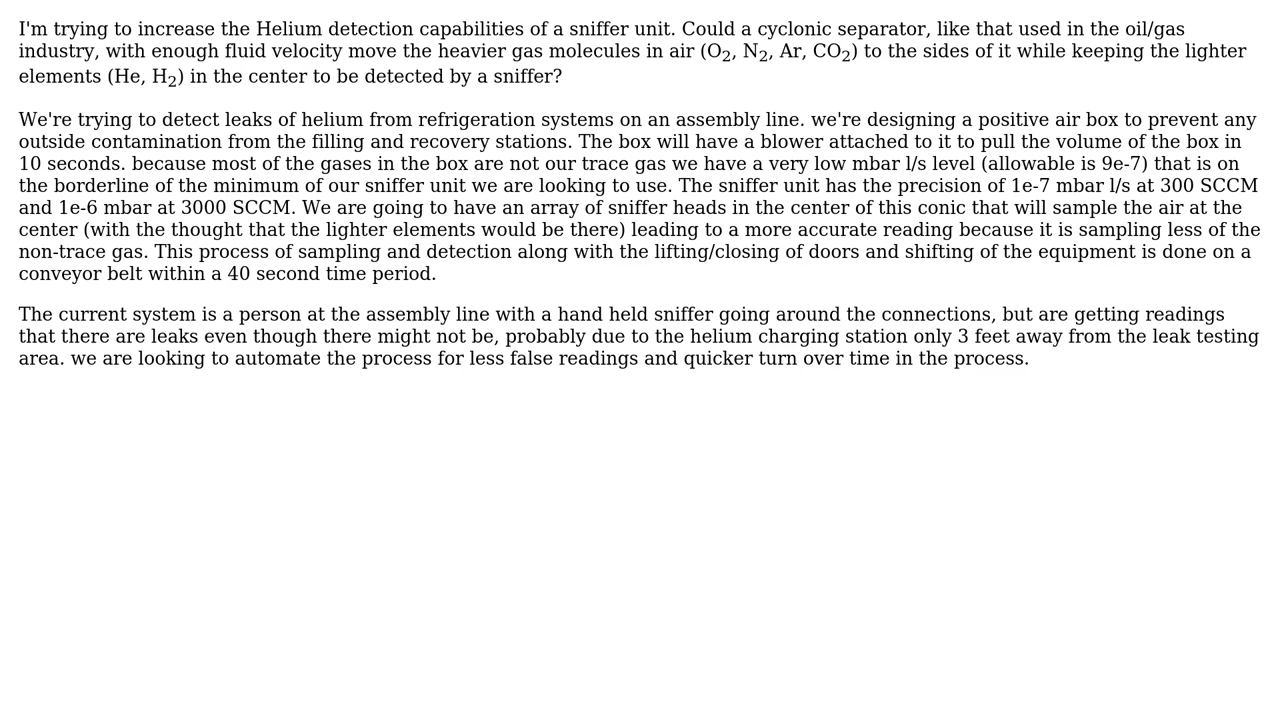 I'm trying to increase the Helium detection capabilities of a sniffer unit. Could a cyclonic separator, like that used in the oil/gas
industry, with enough fluid velocity move the heavier gas molecules in air (O₂, N₂, Ar, CO₂) to the sides of it while keeping the lighter
elements (He, H₂) in the center to be detected by a sniffer?
We're trying to detect leaks of helium from refrigeration systems on an assembly line. we're designing a positive air box to prevent any
outside contamination from the filling and recovery stations. The box will have a blower attached to it to pull the volume of the box in
10 seconds. because most of the gases in the box are not our trace gas we have a very low mbar l/s level (allowable is 9e-7) that is on
the borderline of the minimum of our sniffer unit we are looking to use. The sniffer unit has the precision of 1e-7 mbar l/s at 300 SCCM
and 1e-6 mbar at 3000 SCCM. We are going to have an array of sniffer heads in the center of this conic that will sample the air at the
center (with the thought that the lighter elements would be there) leading to a more accurate reading because it is sampling less of the
non-trace gas. This process of sampling and detection along with the lifting/closing of doors and shifting of the equipment is done on a
conveyor belt within a 40 second time period.
The current system is a person at the assembly line with a hand held sniffer going around the connections, but are getting readings
that there are leaks even though there might not be, probably due to the helium charging station only 3 feet away from the leak testing
area. we are looking to automate the process for less false readings and quicker turn over time in the process.